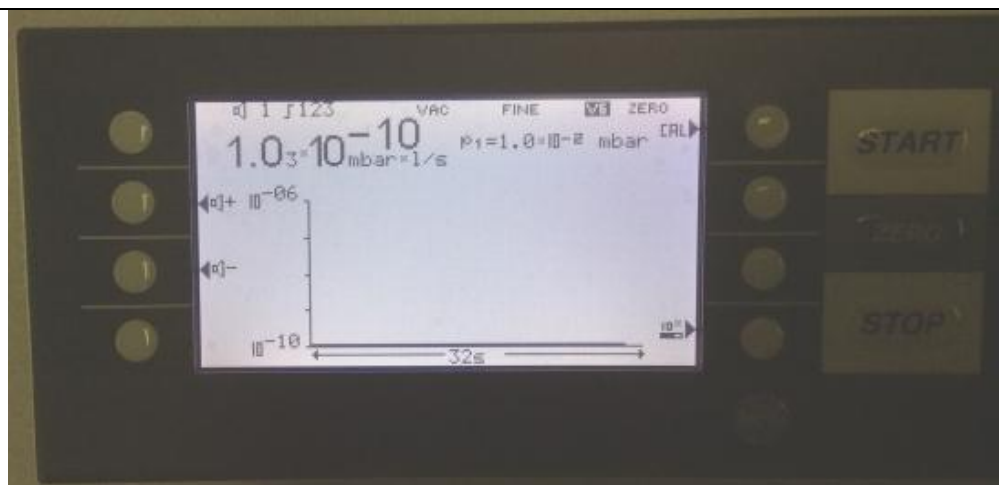 1 123 VAC FINE ZERO
1.03×10-10 mbar×l/s
p1=1.0×10-2 mbar
CAL
START
+ 10-06
ZERO
-
STOP
10-10
32s